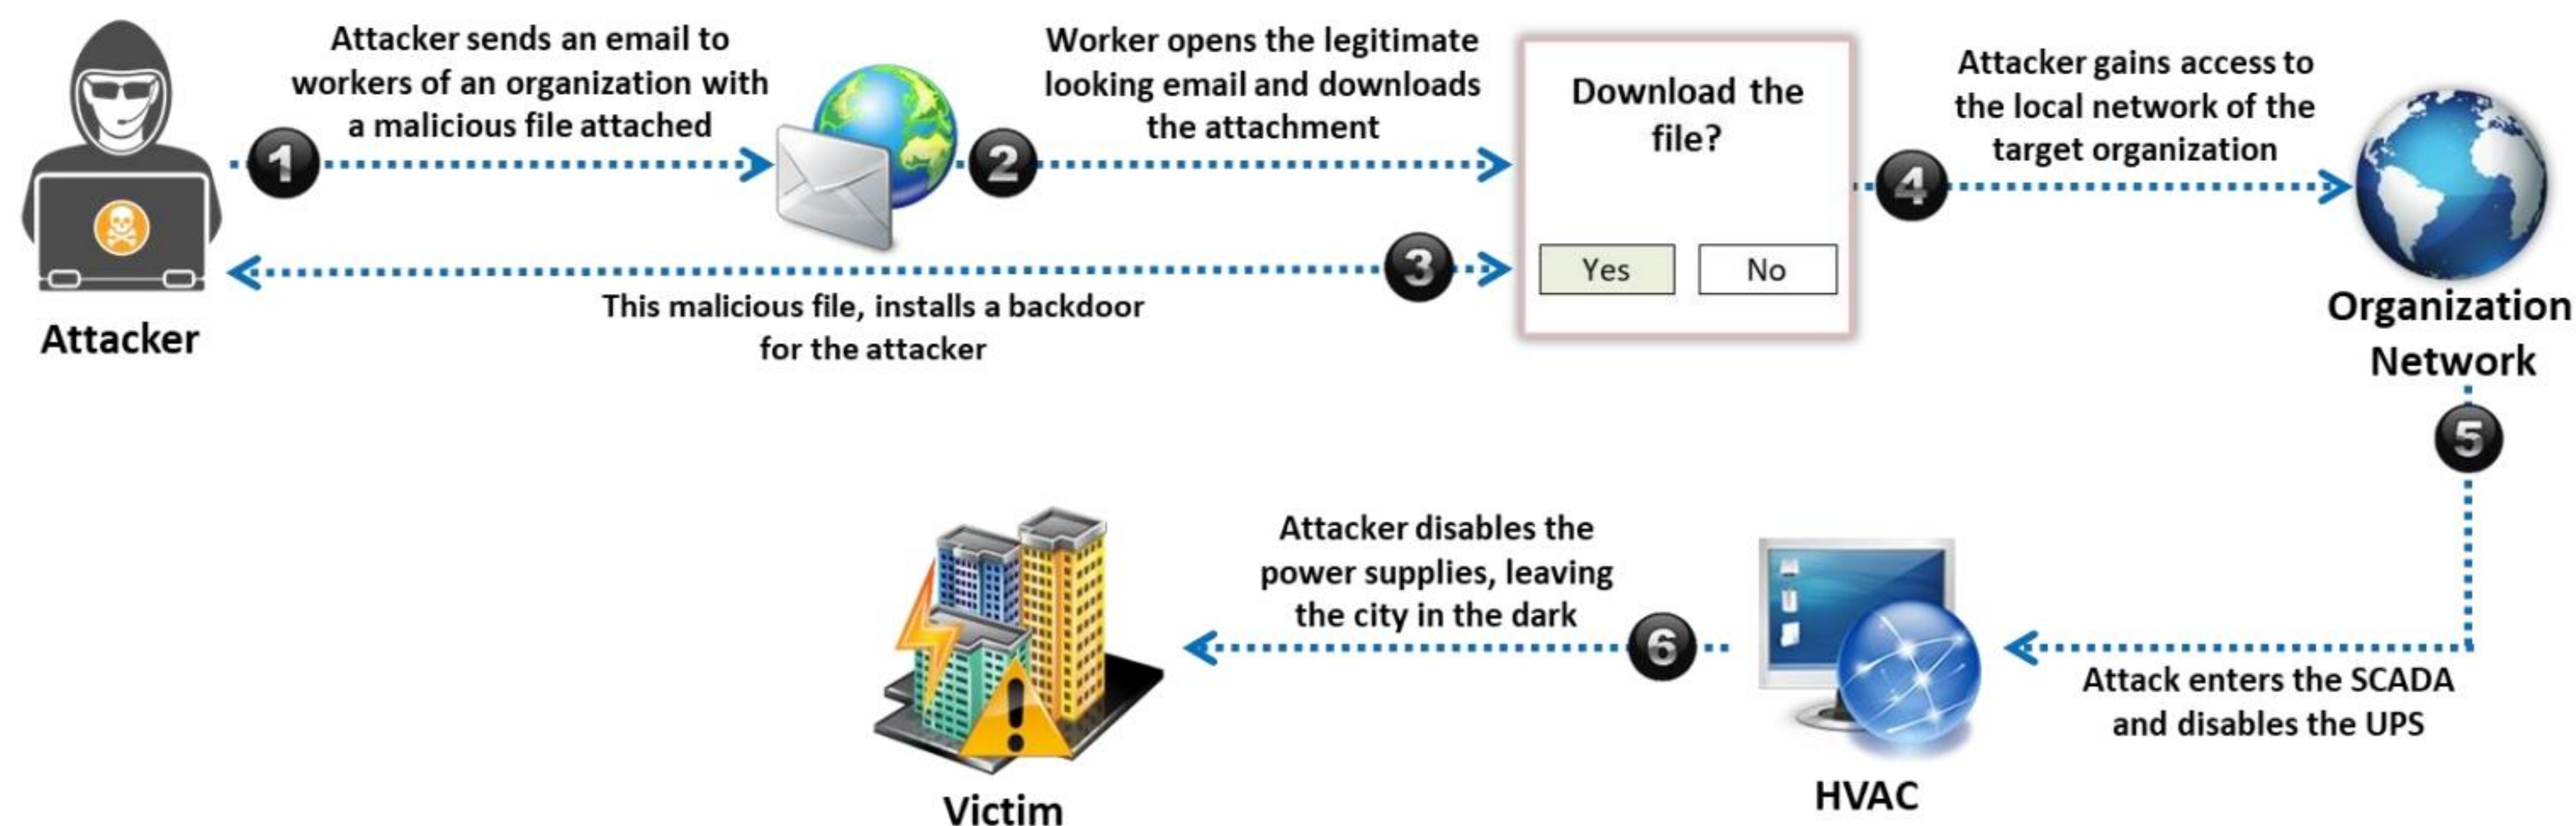 Attacker sends an email to
workers of an organization with
a malicious file attached
1
Worker opens the legitimate
looking email and downloads
the attachment
2
Download the
file?
Yes
No
3
This malicious file, installs a backdoor
for the attacker
Attacker
Attacker gains access to
the local network of the
target organization
4
Organization
Network
5
Attack enters the SCADA
and disables the UPS
HVAC
Attacker disables the
power supplies, leaving
the city in the dark
6
Victim